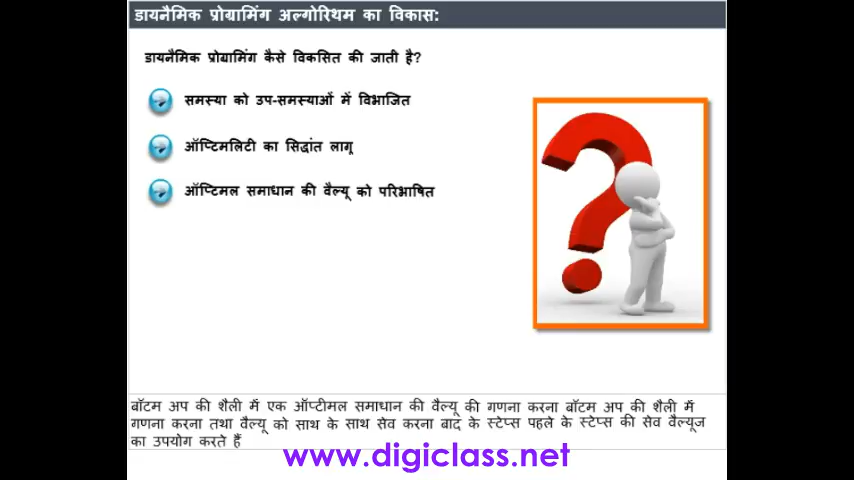 डायनैमिक प्रोग्रामिंग अल्गोरिथम का विकास:
डायनैमिक प्रोग्रामिंग कैसे विकसित की जाती है?
समस्या को उप-समस्याओं में विभाजित
ऑप्टिमलिटी का सिद्धांत लागू
ऑप्टिमल समाधान की वैल्यू को परिभाषित
बॉटम अप की शैली में एक ऑप्टीमल समाधान की वैल्यू की गणना करना बॉटम अप की शैली में
गणना करना तथा वैल्यू को साथ के साथ सेव करना बाद के स्टेप्स पहले के स्टेप्स की सेव वैल्यूज
का उपयोग करते हैं
www.digiclass.net